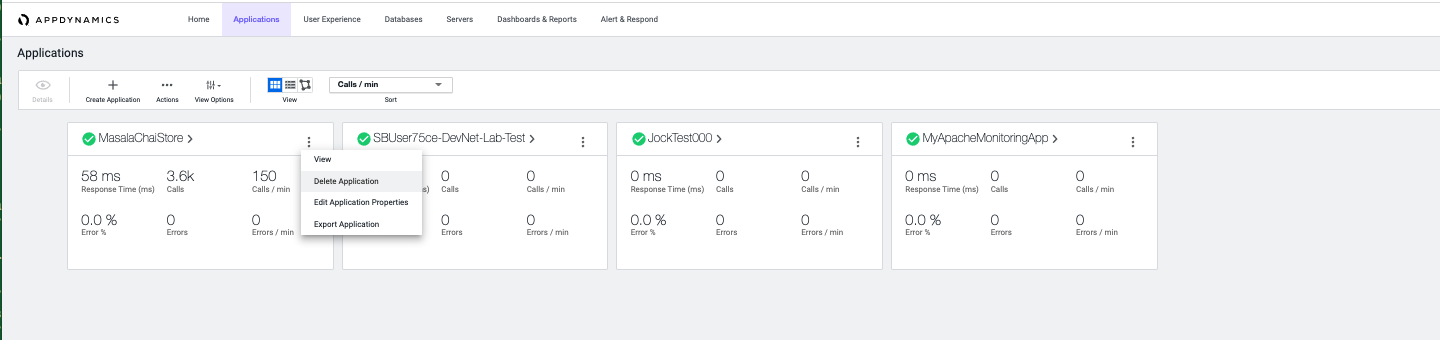 APPDYNAMICS Home Applications User Experience Databases Servers Dashboards & Reports Alert & Respond
Applications
Details Create Application Actions View Options View Calls / min Sort
MasalaChaiStore SBUser75ce-DevNet-Lab-Test JockTest000 MyApacheMonitoringApp
View
Delete Application
Edit Application Properties
Export Application
58 ms 3.6k 150 0 0 0 ms 0 0 0 ms 0 0
Response Time (ms) Calls Calls / min s) Calls Calls / min Response Time (ms) Calls Calls / min Response Time (ms) Calls Calls / min
0.0 % 0 0 0 0 0.0 % 0 0 0.0 % 0 0
Error % Errors Errors / min Errors Errors / min Error % Errors Errors / min Error % Errors Errors / min